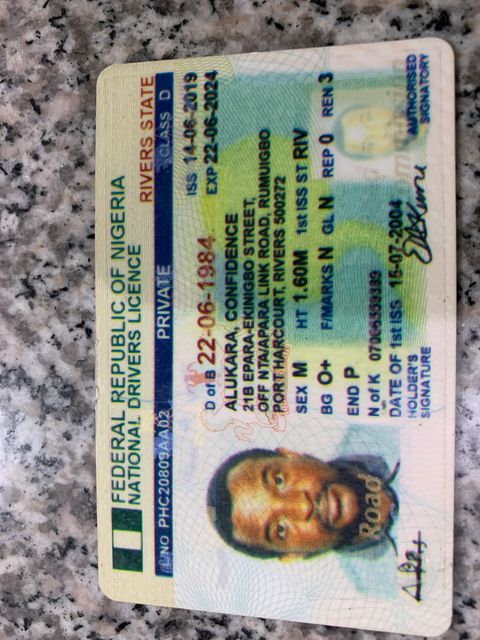 FEDERAL REPUBLIC OF NIGERIA
NATIONAL DRIVERS LICENCE
RIVERS STATE
L/NO PHC20809AA02 PRIVATE CLASS D
ISS 14-06-2019
D of B 22-06-1984 EXP 22-06-2024
ALUKARA, CONFIDENCE
21B EPARA-EKINIGBO STREET,
OFF NTA/APARA LINK ROAD, RUMUIGBO
PORT HARCOURT, RIVERS 500272
SEX M HT 1.60M 1st ISS ST RIV
BG O+ F/MARKS N GL N REP 0 REN 3
END P
N of K
DATE OF 1st ISS 15-07-2004
HOLDER'S
SIGNATURE
AUTHORISED
SIGNATORY
Road